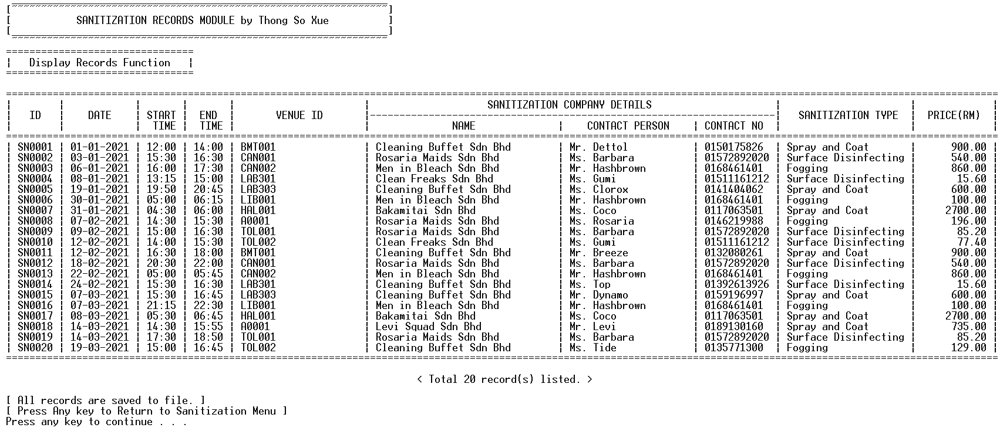 [~~~~~~~~~~~~~~~~~~~~~~~~~~~~~~~~~~~~~~~~~~~~~~~~~~~~~~~~~~~~~~~~]
[           SANITIZATION RECORDS MODULE by Thong So Xue          ]
[________________________________________________________________]
================================
|   Display Records Function   |
================================
SANITIZATION COMPANY DETAILS
| ID | DATE | START | END | VENUE ID |---| SANITIZATION TYPE | PRICE(RM) |
| TIME | TIME | NAME | CONTACT PERSON | CONTACT NO |
| SN0001 | 01-01-2021 | 12:00 | 14:00 | BMT001 | Cleaning Buffet Sdn Bhd | Mr. Dettol | 0150175826 | Spray and Coat | 900.00 |
| SN0002 | 03-01-2021 | 15:30 | 16:30 | CAN001 | Rosaria Maids Sdn Bhd | Ms. Barbara | 01572892020 | Surface Disinfecting | 540.00 |
| SN0003 | 06-01-2021 | 16:00 | 17:30 | CAN002 | Men in Bleach Sdn Bhd | Mr. Hashbrown | 0168461401 | Fogging | 860.00 |
| SN0004 | 08-01-2021 | 13:15 | 15:00 | LAB301 | Clean Freaks Sdn Bhd | Ms. Gumi | 01511161212 | Surface Disinfecting | 15.60 |
| SN0005 | 19-01-2021 | 19:50 | 20:45 | LAB303 | Cleaning Buffet Sdn Bhd | Ms. Clorox | 0141404062 | Spray and Coat | 600.00 |
| SN0006 | 30-01-2021 | 05:00 | 06:15 | LIB001 | Men in Bleach Sdn Bhd | Mr. Hashbrown | 0168461401 | Fogging | 100.00 |
| SN0007 | 31-01-2021 | 04:30 | 06:00 | HAL001 | Bakamitai Sdn Bhd | Ms. Coco | 0117063501 | Spray and Coat | 2700.00 |
| SN0008 | 07-02-2021 | 14:30 | 15:30 | A0001 | Rosaria Maids Sdn Bhd | Ms. Rosaria | 0146219988 | Fogging | 196.00 |
| SN0009 | 09-02-2021 | 15:00 | 16:30 | TOL001 | Rosaria Maids Sdn Bhd | Ms. Barbara | 01572892020 | Surface Disinfecting | 85.20 |
| SN0010 | 12-02-2021 | 14:00 | 15:30 | TOL002 | Clean Freaks Sdn Bhd | Ms. Gumi | 01511161212 | Surface Disinfecting | 77.40 |
| SN0011 | 12-02-2021 | 16:30 | 18:00 | BMT001 | Cleaning Buffet Sdn Bhd | Mr. Breeze | 0132080261 | Spray and Coat | 900.00 |
| SN0012 | 18-02-2021 | 20:30 | 22:00 | CAN001 | Rosaria Maids Sdn Bhd | Ms. Barbara | 01572892020 | Surface Disinfecting | 540.00 |
| SN0013 | 22-02-2021 | 05:00 | 05:45 | CAN002 | Men in Bleach Sdn Bhd | Mr. Hashbrown | 0168461401 | Fogging | 860.00 |
| SN0014 | 24-02-2021 | 15:30 | 16:30 | LAB301 | Cleaning Buffet Sdn Bhd | Ms. Top | 01392613926 | Surface Disinfecting | 15.60 |
| SN0015 | 07-03-2021 | 15:30 | 16:45 | LAB303 | Cleaning Buffet Sdn Bhd | Mr. Dynamo | 0159196997 | Spray and Coat | 600.00 |
| SN0016 | 07-03-2021 | 21:15 | 22:30 | LIB001 | Men in Bleach Sdn Bhd | Mr. Hashbrown | 0168461401 | Fogging | 100.00 |
| SN0017 | 08-03-2021 | 05:30 | 06:45 | HAL001 | Bakamitai Sdn Bhd | Ms. Coco | 0117063501 | Spray and Coat | 2700.00 |
| SN0018 | 14-03-2021 | 14:30 | 15:55 | A0001 | Levi Squad Sdn Bhd | Mr. Levi | 0189130160 | Spray and Coat | 735.00 |
| SN0019 | 14-03-2021 | 17:30 | 18:50 | TOL001 | Rosaria Maids Sdn Bhd | Ms. Barbara | 01572892020 | Surface Disinfecting | 85.20 |
| SN0020 | 19-03-2021 | 15:00 | 16:45 | TOL002 | Cleaning Buffet Sdn Bhd | Ms. Tide | 0135771300 | Fogging | 129.00 |
< Total 20 record(s) listed. >
[ All records are saved to file. ]
[ Press Any key to Return to Sanitization Menu ]
Press any key to continue . . .